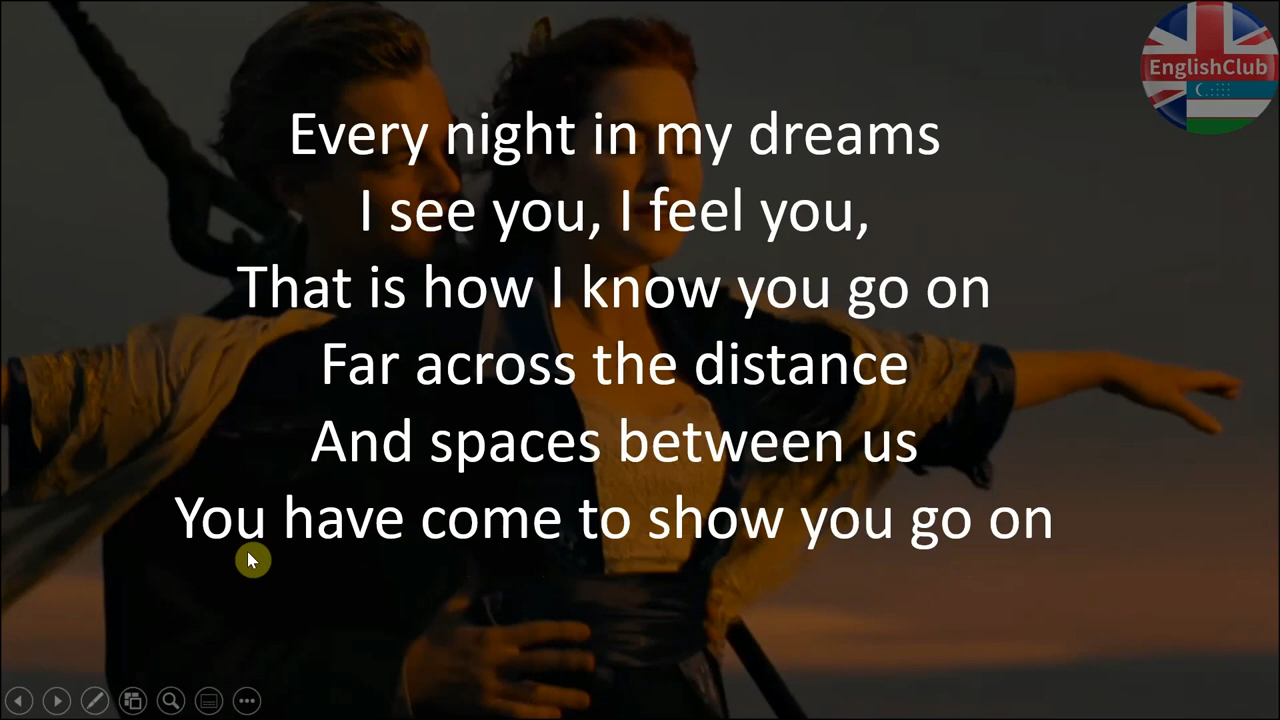 EnglishClub
Every night in my dreams
I see you, I feel you,
That is how I know you go on
Far across the distance
And spaces between us
You have come to show you go on